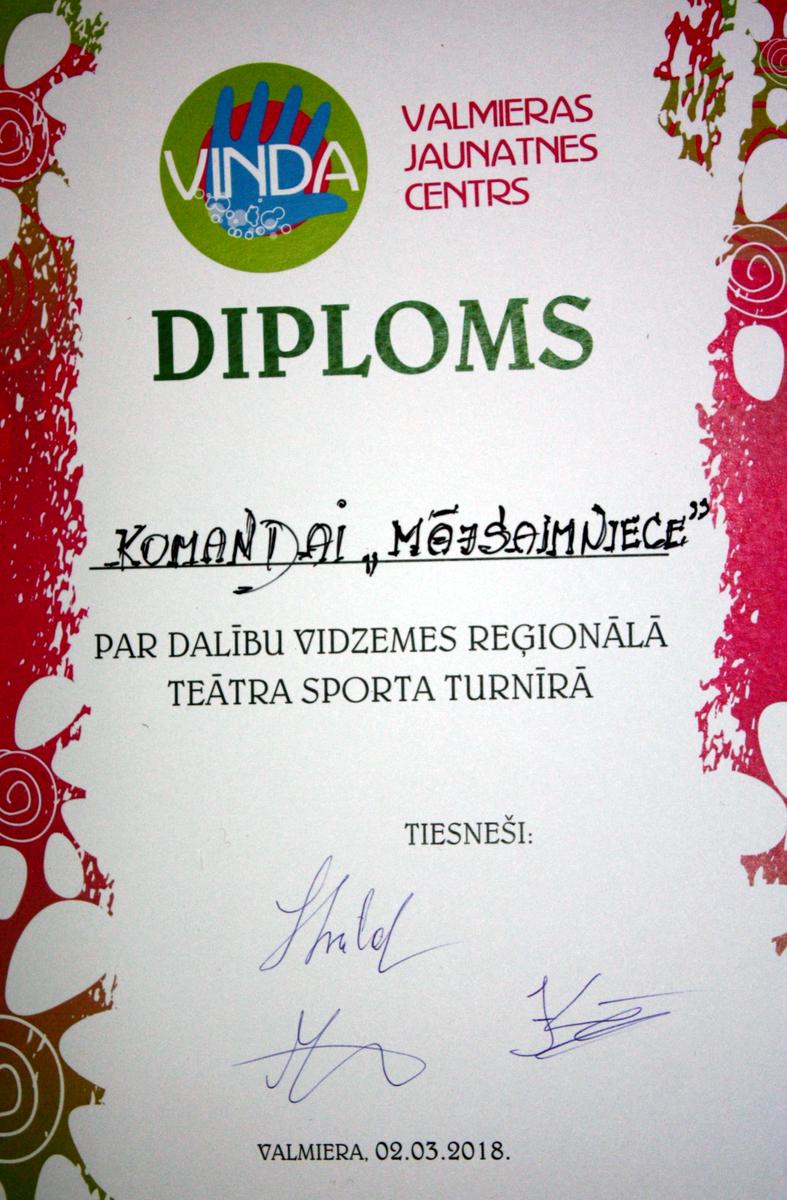 VINDA
VALMIERAS
JAUNATNES
CENTRS
DIPLOMS
KOMANDAI „MĀJSAIMNIECE”
PAR DALĪBU VIDZEMES REĢIONĀLĀ
TEĀTRA SPORTA TURNĪRĀ
TIESNEŠI:
VALMIERA, 02.03.2018.